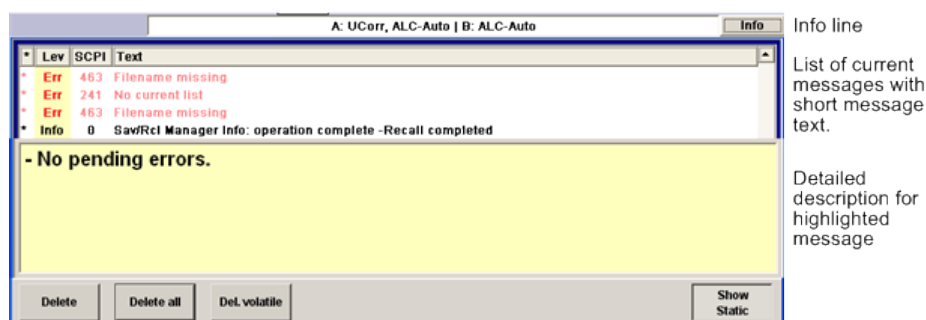 A: UCorr, ALC-Auto | B: ALC-Auto
Info
Info line
* Lev SCPI Text
* Err 463 Filename missing
* Err 241 No current list
* Err 463 Filename missing
* Info 0 Sav/Rcl Manager Info: operation complete -Recall completed
List of current
messages with
short message
text.
- No pending errors.
Detailed
description for
highlighted
message
Delete
Delete all
Del. volatile
Show
Static